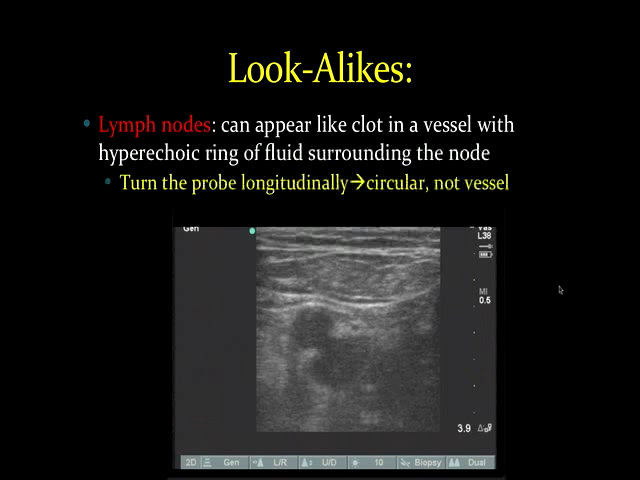 Look-Alikes:
• Lymph nodes: can appear like clot in a vessel with
hyperechoic ring of fluid surrounding the node
• Turn the probe longitudinally→circular, not vessel
Gen
L38
MI
0.5
3.9
2D Gen L/R U/D 10 Biopsy Dual